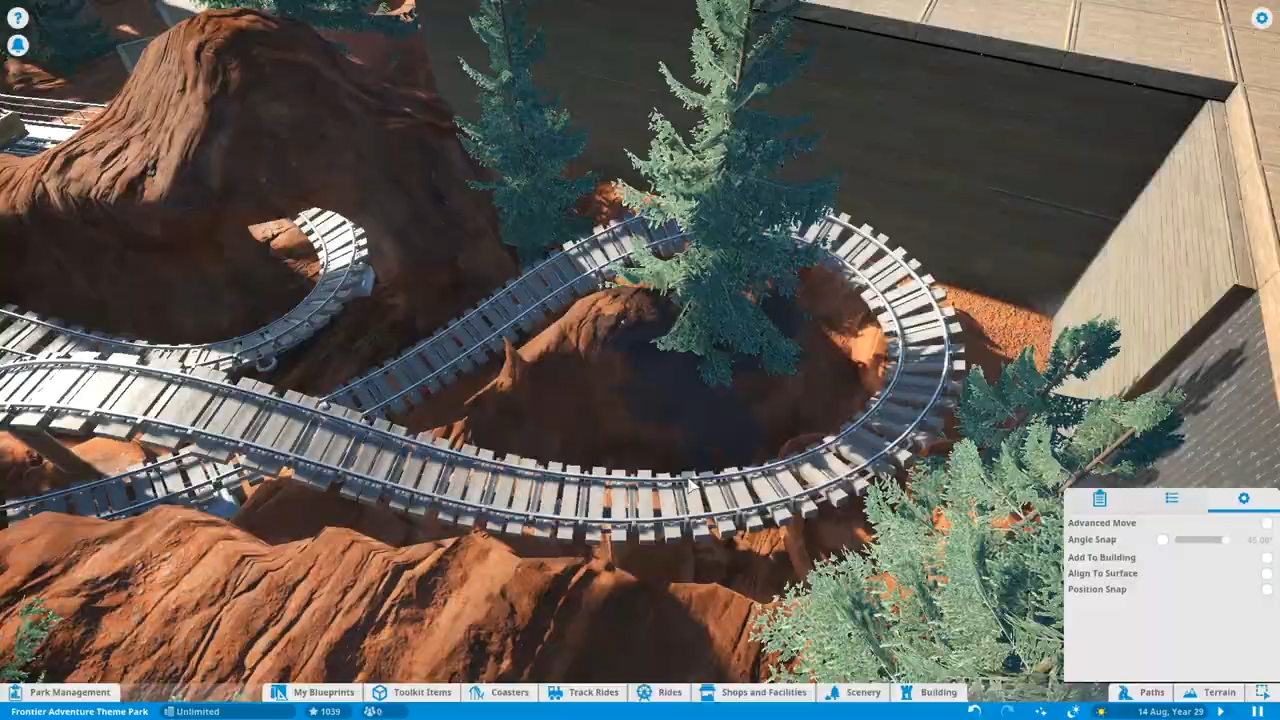 ?
Advanced Move
Angle Snap 45.00°
Add To Building
Align To Surface
Position Snap
Park Management My Blueprints Toolkit Items Coasters Track Rides Rides Shops and Facilities Scenery Building Paths Terrain
Frontier Adventure Theme Park Unlimited 1039 0 14 Aug, Year 29